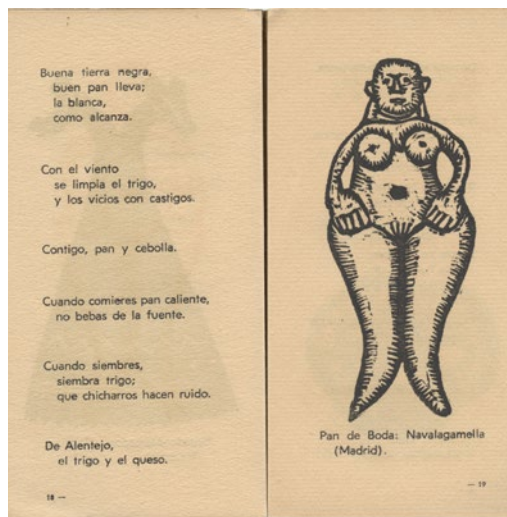 Buena tierra negra,
buen pan lleva;
la blanca,
como alcanza.
Con el viento
se limpia el trigo,
y los vicios con castigos.
Contigo, pan y cebolla.
Cuando comieres pan caliente,
no bebas de la fuente.
Cuando siembres,
siembra trigo;
que chicharros hacen ruido.
De Alentejo,
el trigo y el queso.
18 —
Pan de Boda: Navalagamella
(Madrid).
— 19